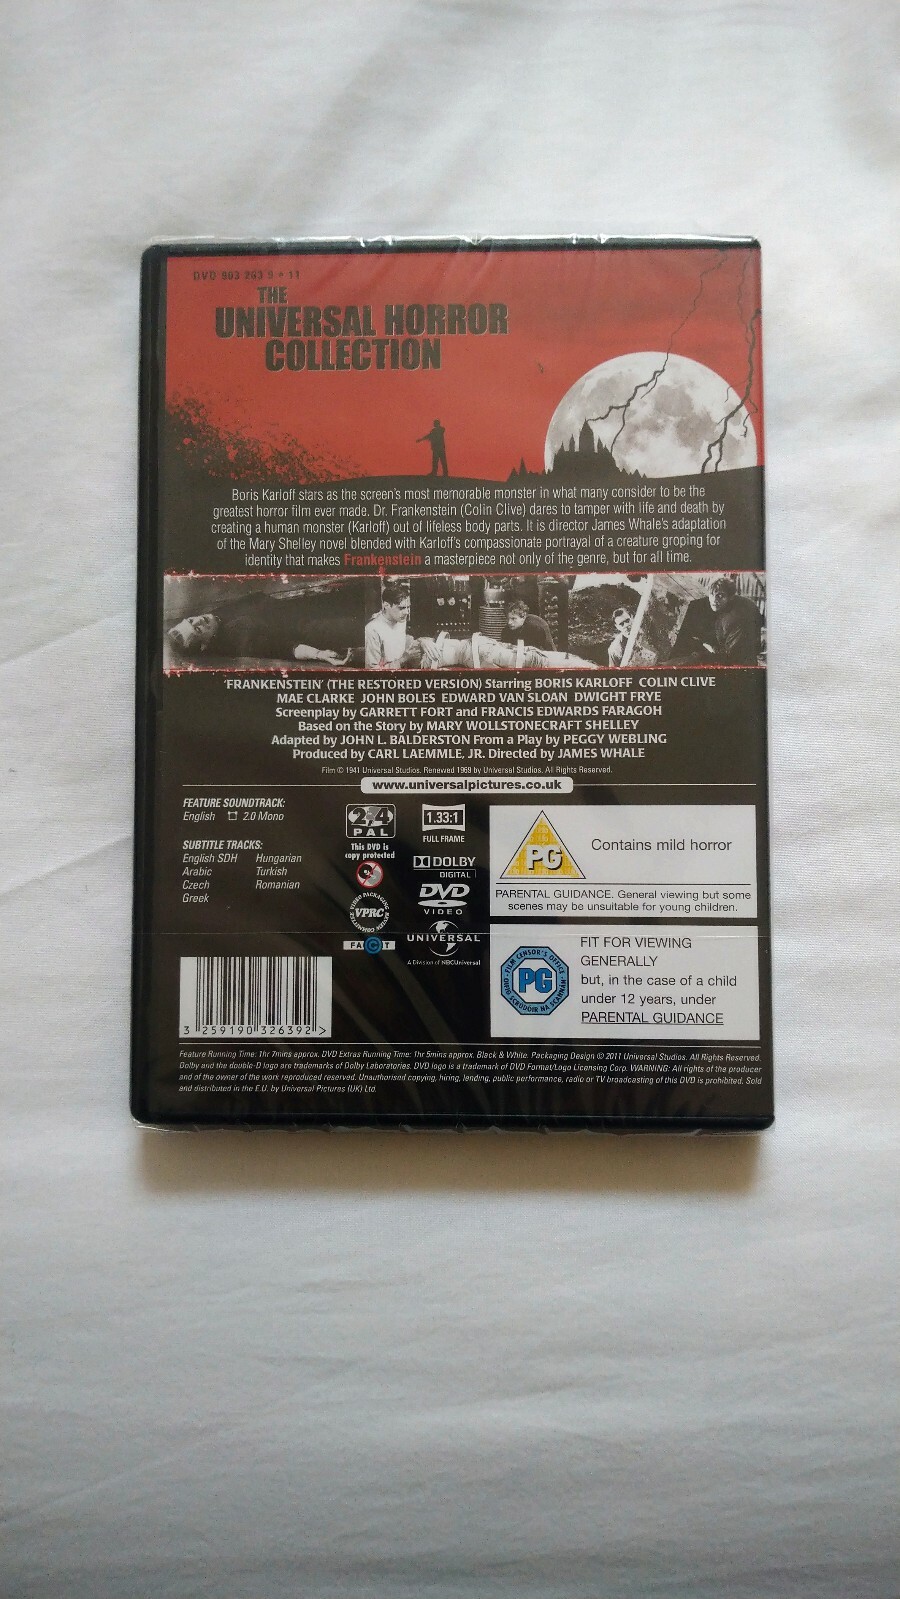 DVD 903 263 9 - 11
THE
UNIVERSAL HORROR
COLLECTION
Boris Karloff stars as the screen's most memorable monster in what many consider to be the
greatest horror film ever made. Dr. Frankenstein (Colin Clive) dares to tamper with life and death by
creating a human monster (Karloff) out of lifeless body parts. It is director James Whale's adaptation
of the Mary Shelley novel blended with Karloff's compassionate portrayal of a creature groping for
identity that makes Frankenstein a masterpiece not only of the genre, but for all time.
'FRANKENSTEIN' (THE RESTORED VERSION) Starring BORIS KARLOFF COLIN CLIVE
MAE CLARKE JOHN BOLES EDWARD VAN SLOAN DWIGHT FRYE
Screenplay by GARRETT FORT and FRANCIS EDWARDS FARAGOH
Based on the Story by MARY WOLLSTONECRAFT SHELLEY
Adapted by JOHN L. BALDERSTON From a Play by PEGGY WEBLING
Produced by CARL LAEMMLE, JR. Directed by JAMES WHALE
Film © 1941 Universal Studios. Renewed 1969 by Universal Studios. All Rights Reserved.
www.universalpictures.co.uk
FEATURE SOUNDTRACK:
English 2.0 Mono
SUBTITLE TRACKS:
English SDH Hungarian
Arabic Turkish
Czech Romanian
Greek
2 4
PAL
This DVD is
copy protected
VIDEO PACKAGING REVIEW COMMITTEE
VPRC
FACT
1.33:1
FULL FRAME
DOLBY
DIGITAL
DVD
VIDEO
UNIVERSAL
A Division of NBCUniversal
PG
Contains mild horror
PARENTAL GUIDANCE. General viewing but some
scenes may be unsuitable for young children.
FILM CENSOR'S OFFICE
PG
OIFIG SCRÚDÓIR NA SCANNÁN
FIT FOR VIEWING
GENERALLY
but, in the case of a child
under 12 years, under
PARENTAL GUIDANCE
3 259190 326392 >
Feature Running Time: 1hr 7mins approx. DVD Extras Running Time: 1hr 5mins approx. Black & White. Packaging Design © 2011 Universal Studios. All Rights Reserved.
Dolby and the double-D logo are trademarks of Dolby Laboratories. DVD logo is a trademark of DVD Format/Logo Licensing Corp. WARNING: All rights of the producer
and of the owner of the work reproduced reserved. Unauthorised copying, hiring, lending, public performance, radio or TV broadcasting of this DVD is prohibited. Sold
and distributed in the E.U. by Universal Pictures (UK) Ltd.